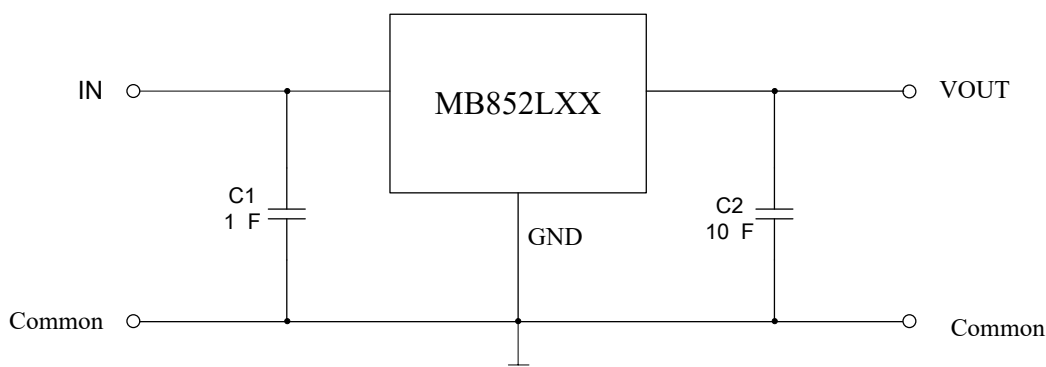 IN
MB852LXX
VOUT
C1
1 F
C2
10 F
GND
Common
Common